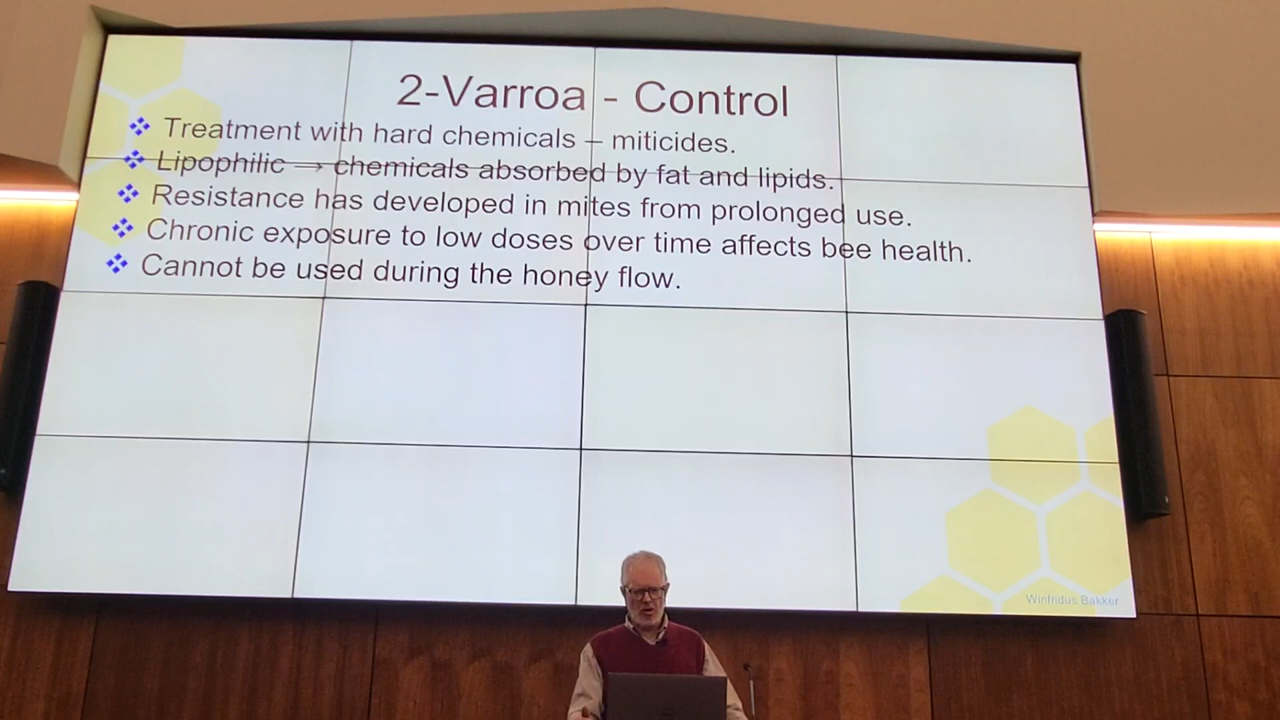 2-Varroa - Control
Treatment with hard chemicals – miticides.
Lipophilic → chemicals absorbed by fat and lipids.
Resistance has developed in mites from prolonged use.
Chronic exposure to low doses over time affects bee health.
Cannot be used during the honey flow.
Winfridus Bakker